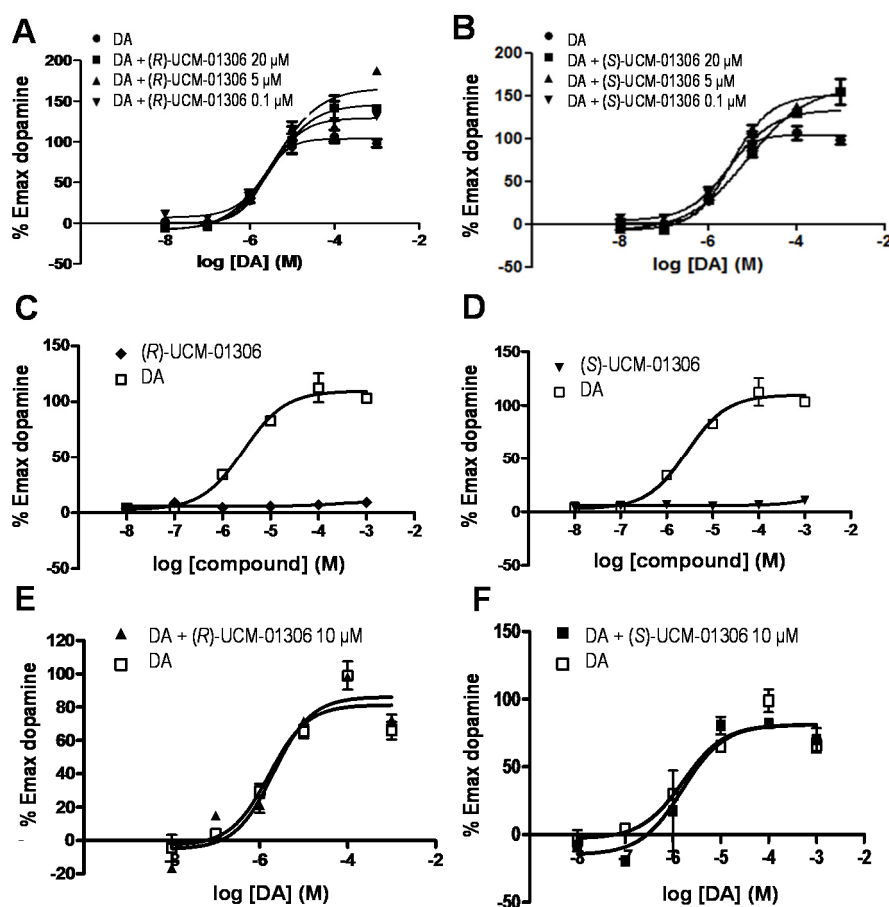 A
DA
DA + (R)-UCM-01306 20 µM
DA + (R)-UCM-01306 5 µM
DA + (R)-UCM-01306 0.1 µM
% Emax dopamine
200
150
100
50
0
-50
-8
-6
-4
-2
log [DA] (M)
B
DA
DA + (S)-UCM-01306 20 µM
DA + (S)-UCM-01306 5 µM
DA + (S)-UCM-01306 0.1 µM
% Emax dopamine
200
150
100
50
0
-50
-8
-6
-4
-2
log [DA] (M)
C
(R)-UCM-01306
DA
% Emax dopamine
150
100
50
0
-50
-8
-7
-6
-5
-4
-3
-2
log [compound] (M)
D
(S)-UCM-01306
DA
% Emax dopamine
150
100
50
0
-50
-8
-7
-6
-5
-4
-3
-2
log [compound] (M)
E
DA + (R)-UCM-01306 10 µM
DA
% Emax dopamine
120
100
80
60
40
20
0
-20
-8
-6
-4
-2
log [DA] (M)
F
DA + (S)-UCM-01306 10 µM
DA
% Emax dopamine
150
100
50
0
-50
-8
-7
-6
-5
-4
-3
-2
log [DA] (M)